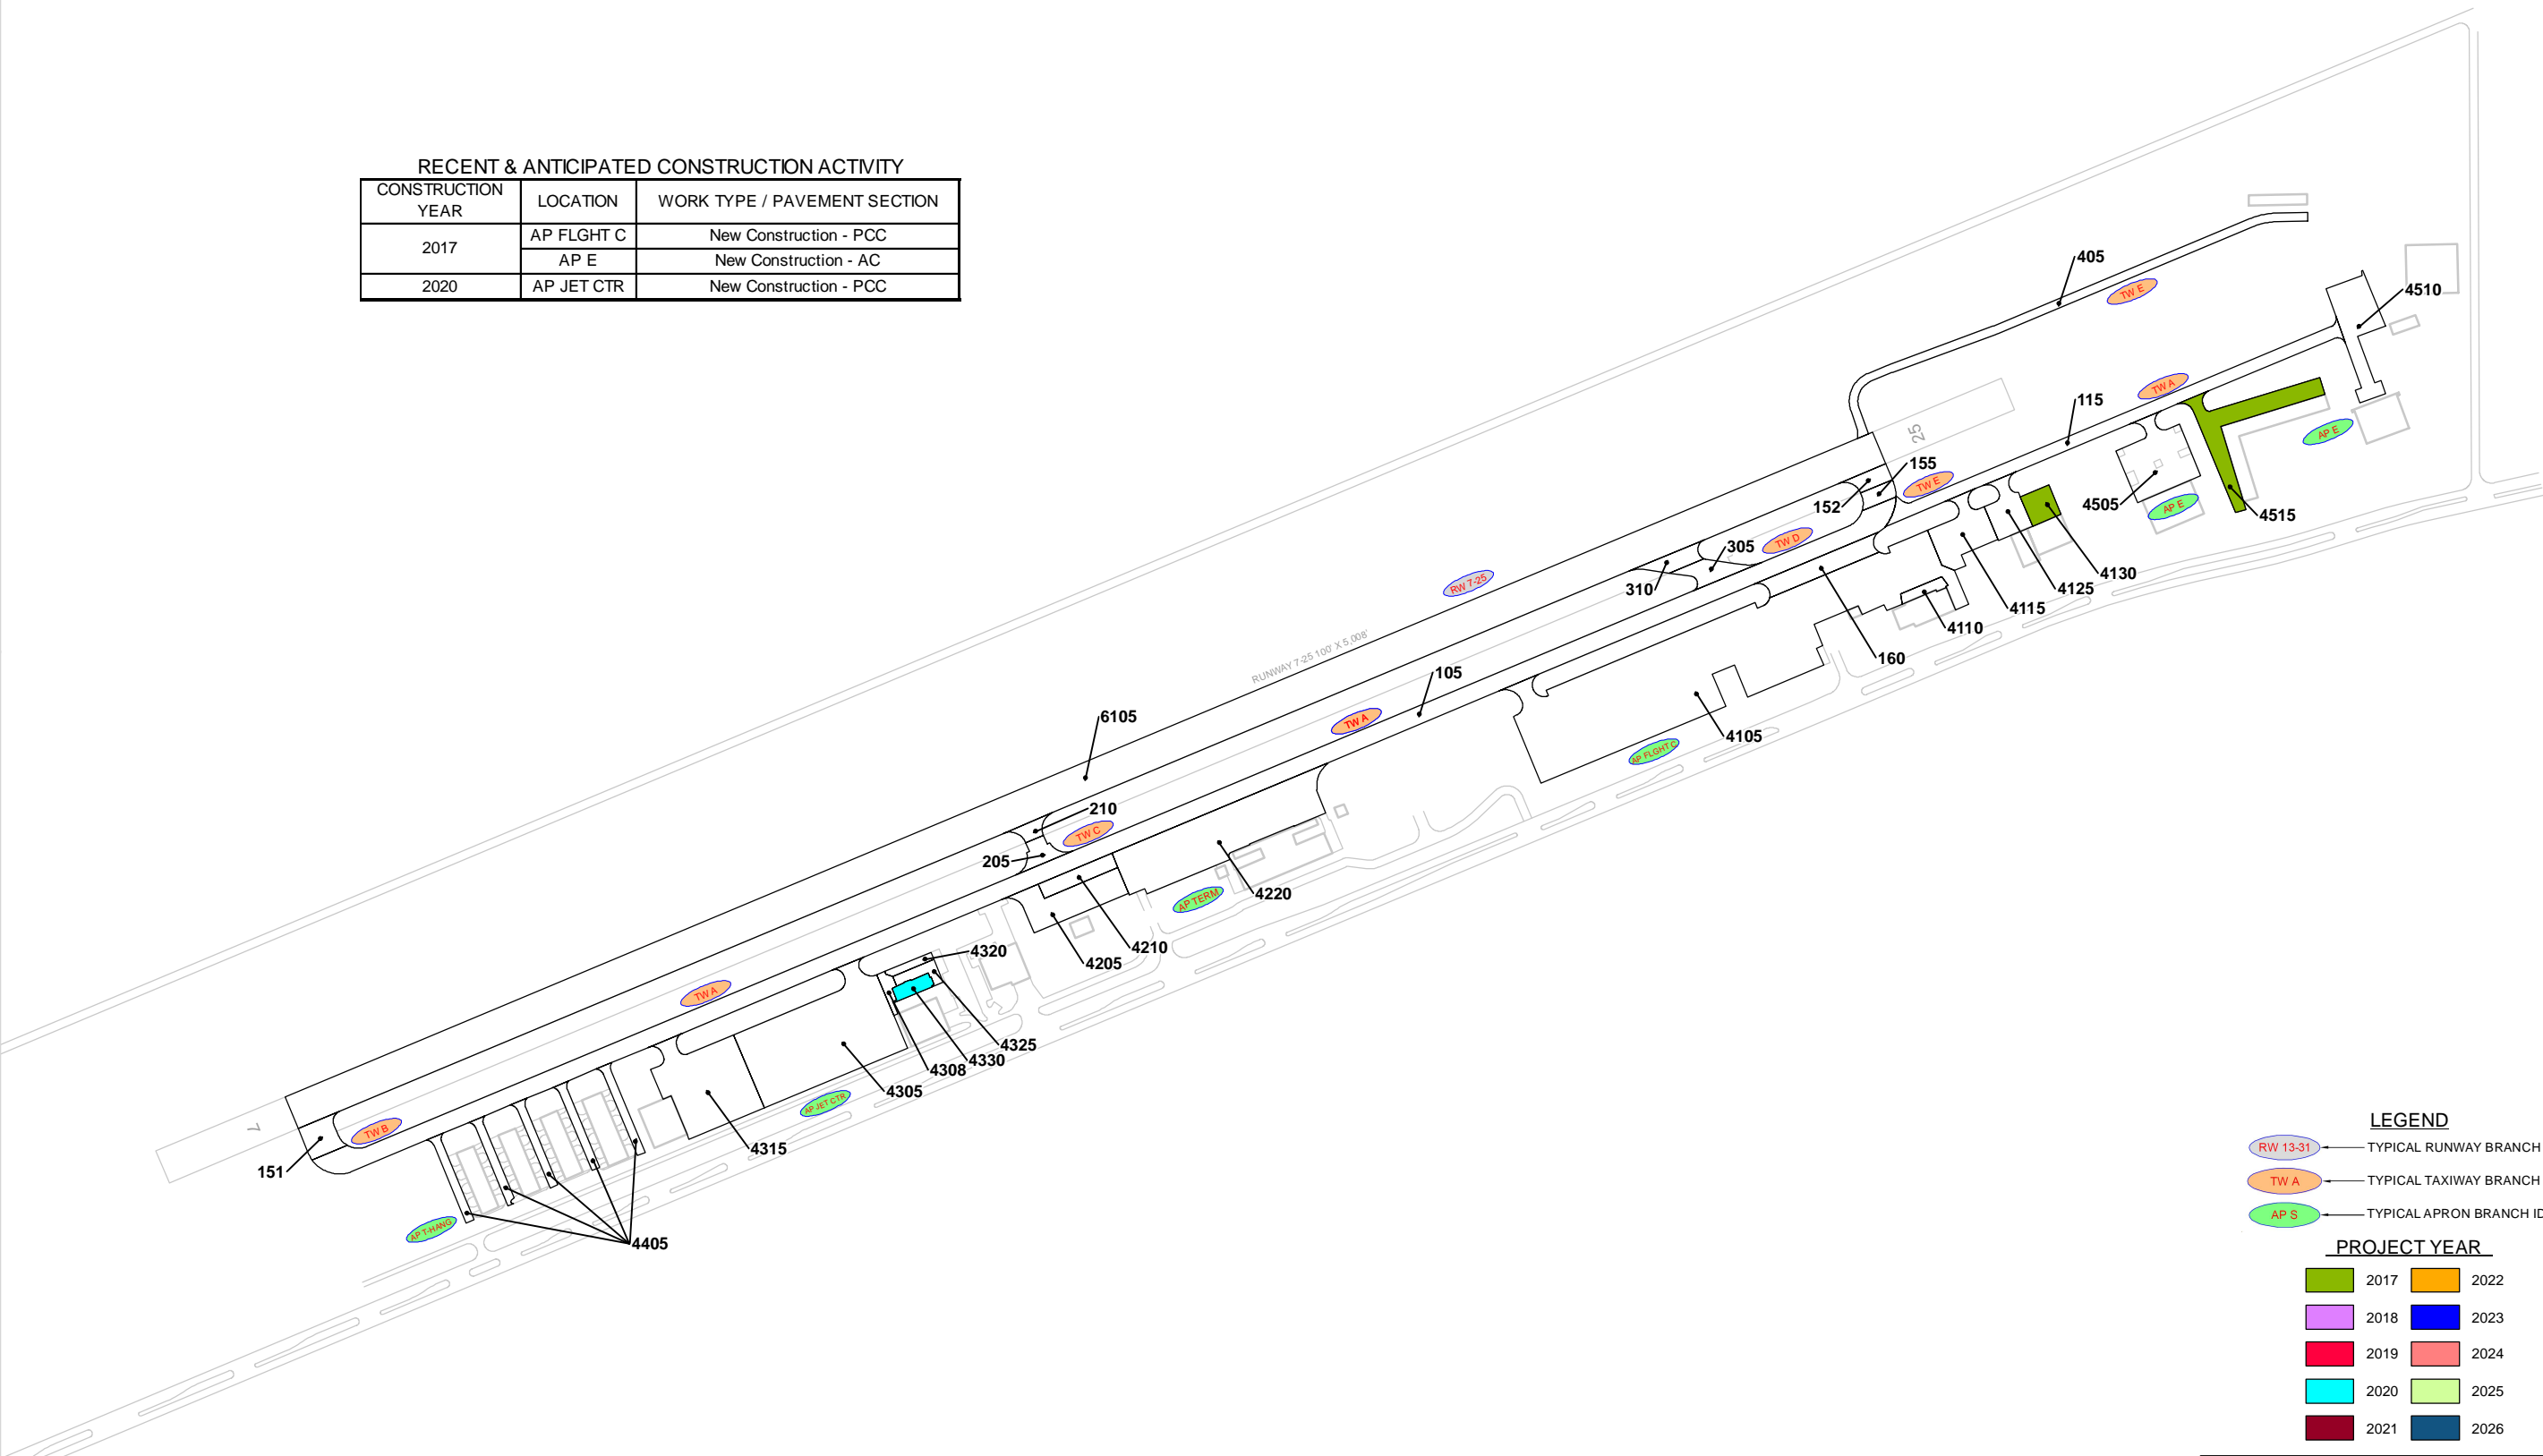 RECENT & ANTICIPATED CONSTRUCTION ACTIVITY
CONSTRUCTION YEAR LOCATION WORK TYPE / PAVEMENT SECTION
2017 AP FLGHT C New Construction - PCC
AP E New Construction - AC
2020 AP JET CTR New Construction - PCC
405
TW E
4510
TW A
115
25
AP E
155
TW E
152
4505
AP E
4515
TW D
305
310
4130
4125
4115
4110
160
RW 7-25
RUNWAY 7-25 100' X 5,008'
105
TW A
6105
4105
AP FLGHT C
210
TW C
205
4220
AP TERM
4210
4205
4320
TW A
4325
4330
4308
4305
AP JET CTR
7
TW B
4315
151
AP T-HANG
4405
LEGEND
RW 13-31 TYPICAL RUNWAY BRANCH
TW A TYPICAL TAXIWAY BRANCH
AP S TYPICAL APRON BRANCH ID
PROJECT YEAR
2017 2022
2018 2023
2019 2024
2020 2025
2021 2026